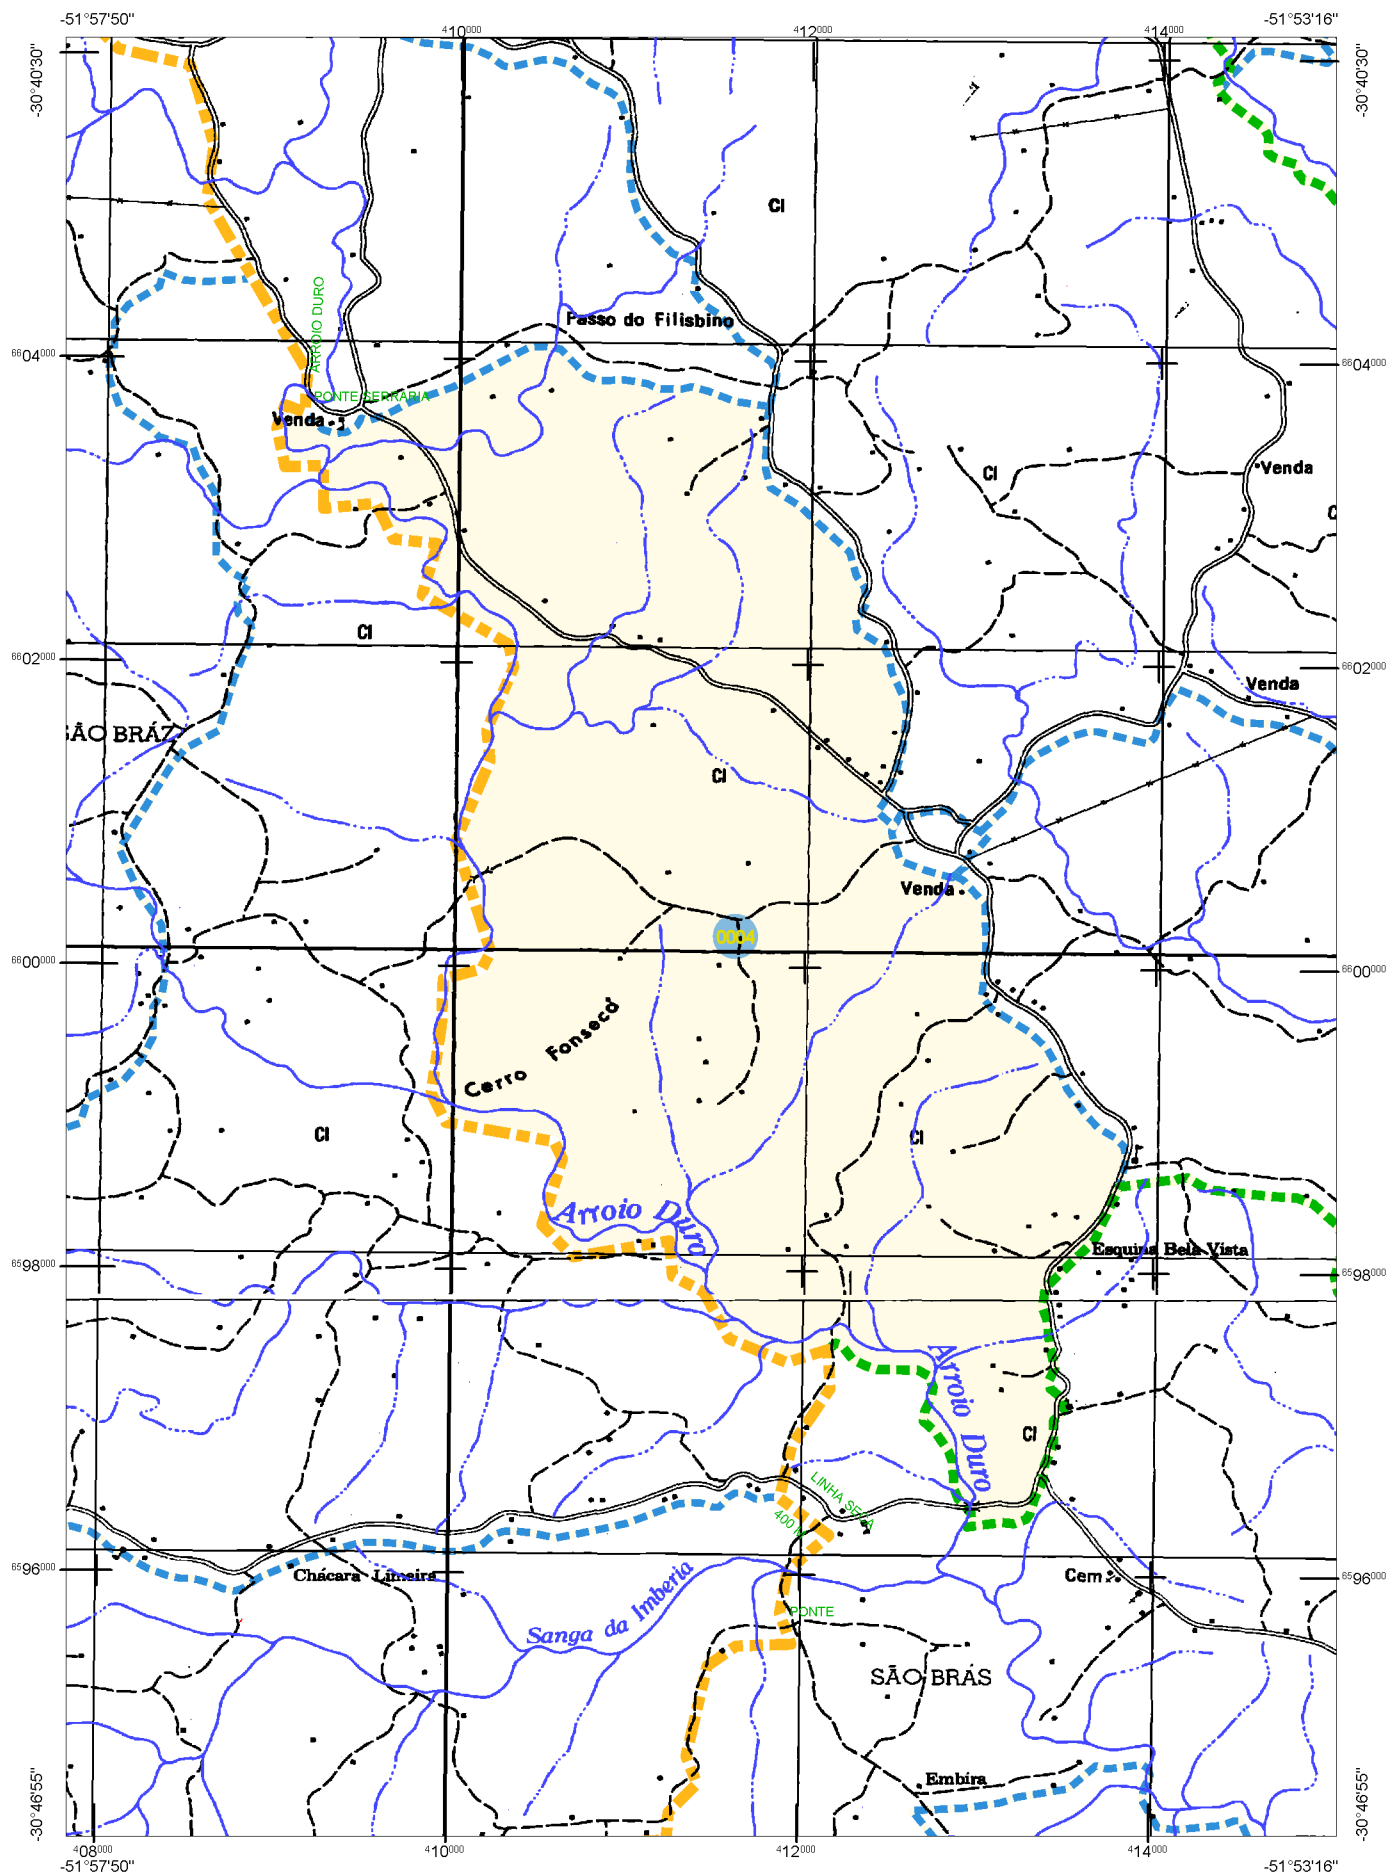 -51°57'50"
-51°53'16"
410000
412000
414000
-30°40'30"
-30°40'30"
CI
ARROIO DURO
Passo do Filisbino
6604000
6604000
PONTE SERRARIA
Venda
CI
Venda
C
CI
6602000
6602000
Venda
SÃO BRÁZ
CI
Venda
0004
6600000
6600000
Cerro Fonseca
CI
CI
Arroio Duro
Esquina Bela Vista
6598000
6598000
Arroio Duro
CI
LINHA SECA
400 M
6596000
6596000
Chácara Limeira
Cem
Sanga da Imberia
PONTE
SÃO BRÁS
Embira
-30°46'55"
-30°46'55"
408000
410000
412000
414000
-51°57'50"
-51°53'16"